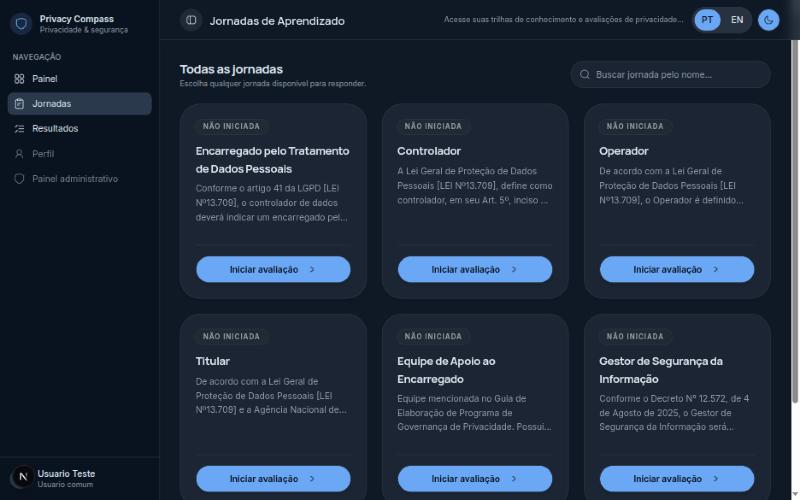 Privacy Compass
Privacidade & segurança
NAVEGAÇÃO
Painel
Jornadas
Resultados
Perfil
Painel administrativo
N
Usuario Teste
Usuario comum
Jornadas de Aprendizado
Acesse suas trilhas de conhecimento e avaliações de privacidade...
PT EN
Todas as jornadas
Escolha qualquer jornada disponível para responder.
Buscar jornada pelo nome...
NÃO INICIADA
Encarregado pelo Tratamento
de Dados Pessoais
Conforme o artigo 41 da LGPD [LEI
Nº13.709], o controlador de dados
deverá indicar um encarregado pel...
Iniciar avaliação
NÃO INICIADA
Controlador
A Lei Geral de Proteção de Dados
Pessoais [LEI Nº13.709], define como
controlador, em seu Art. 5º, inciso ...
Iniciar avaliação
NÃO INICIADA
Operador
De acordo com a Lei Geral de
Proteção de Dados Pessoais [LEI
Nº13.709], o Operador é definido...
Iniciar avaliação
NÃO INICIADA
Titular
De acordo com a Lei Geral de
Proteção de Dados Pessoais [LEI
Nº13.709] e a Agência Nacional de...
Iniciar avaliação
NÃO INICIADA
Equipe de Apoio ao
Encarregado
Equipe mencionada no Guia de
Elaboração de Programa de
Governança de Privacidade. Possui...
Iniciar avaliação
NÃO INICIADA
Gestor de Segurança da
Informação
Conforme o Decreto Nº 12.572, de 4
de Agosto de 2025, o Gestor de
Segurança da Informação será...
Iniciar avaliação